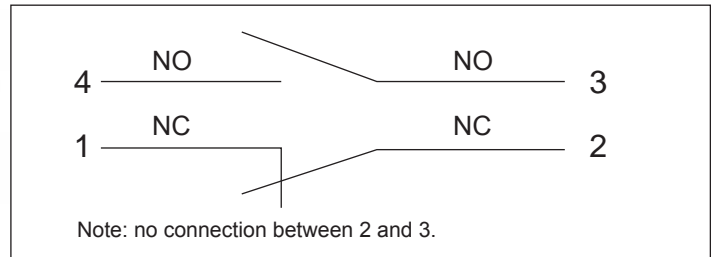 NO NO
4 3
NC NC
1 2
Note: no connection between 2 and 3.